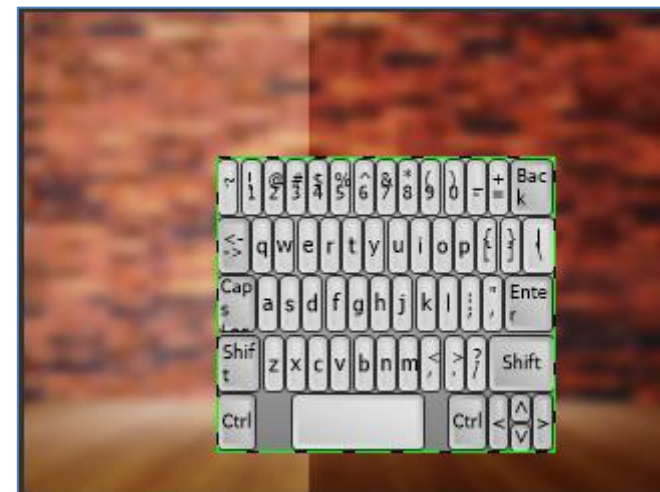 ~ ! @ # $ % ^ & * ( ) _ + Bac
` 1 2 3 4 5 6 7 8 9 0 - = k
<- q w e r t y u i o p { } |
-> [ ] \
Cap a s d f g h j k l : " Ente
s ; ' r
Shif z x c v b n m < > ? Shift
t , . /
Ctrl Ctrl < ^ >
v